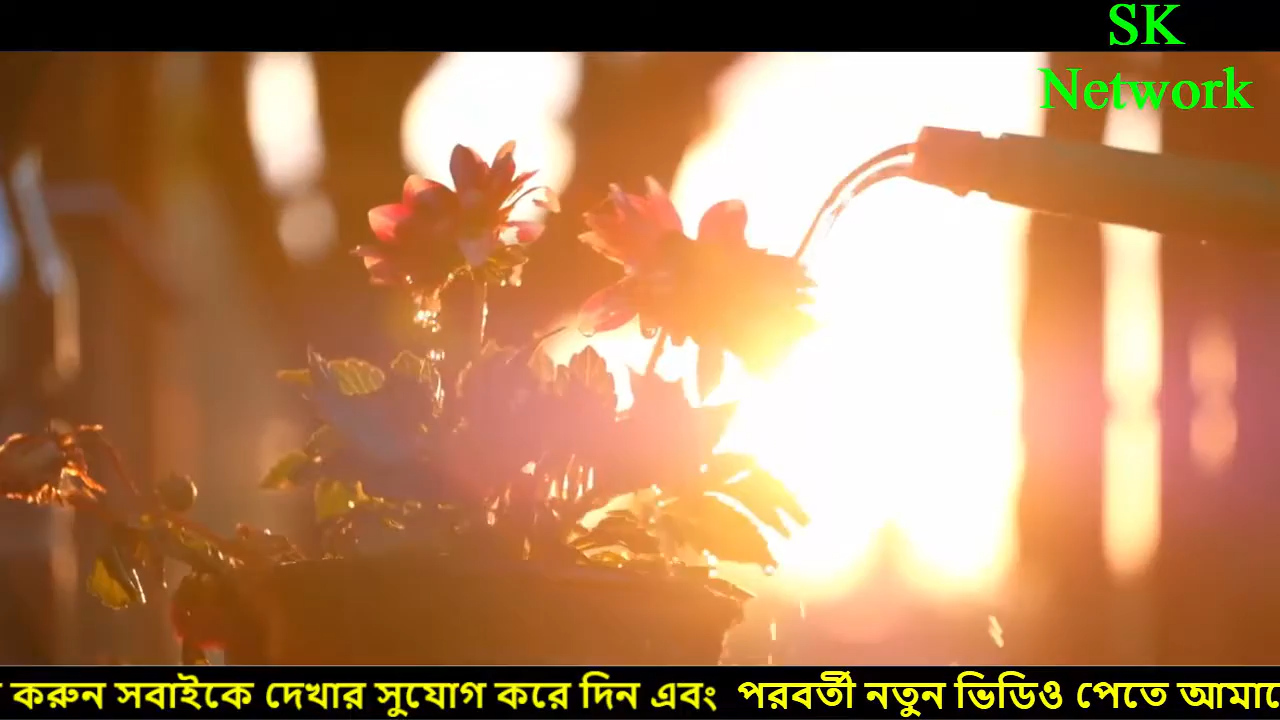 SK
Network
করুন সবাইকে দেখার সুযোগ করে দিন এবং পরবর্তী নতুন ভিডিও পেতে